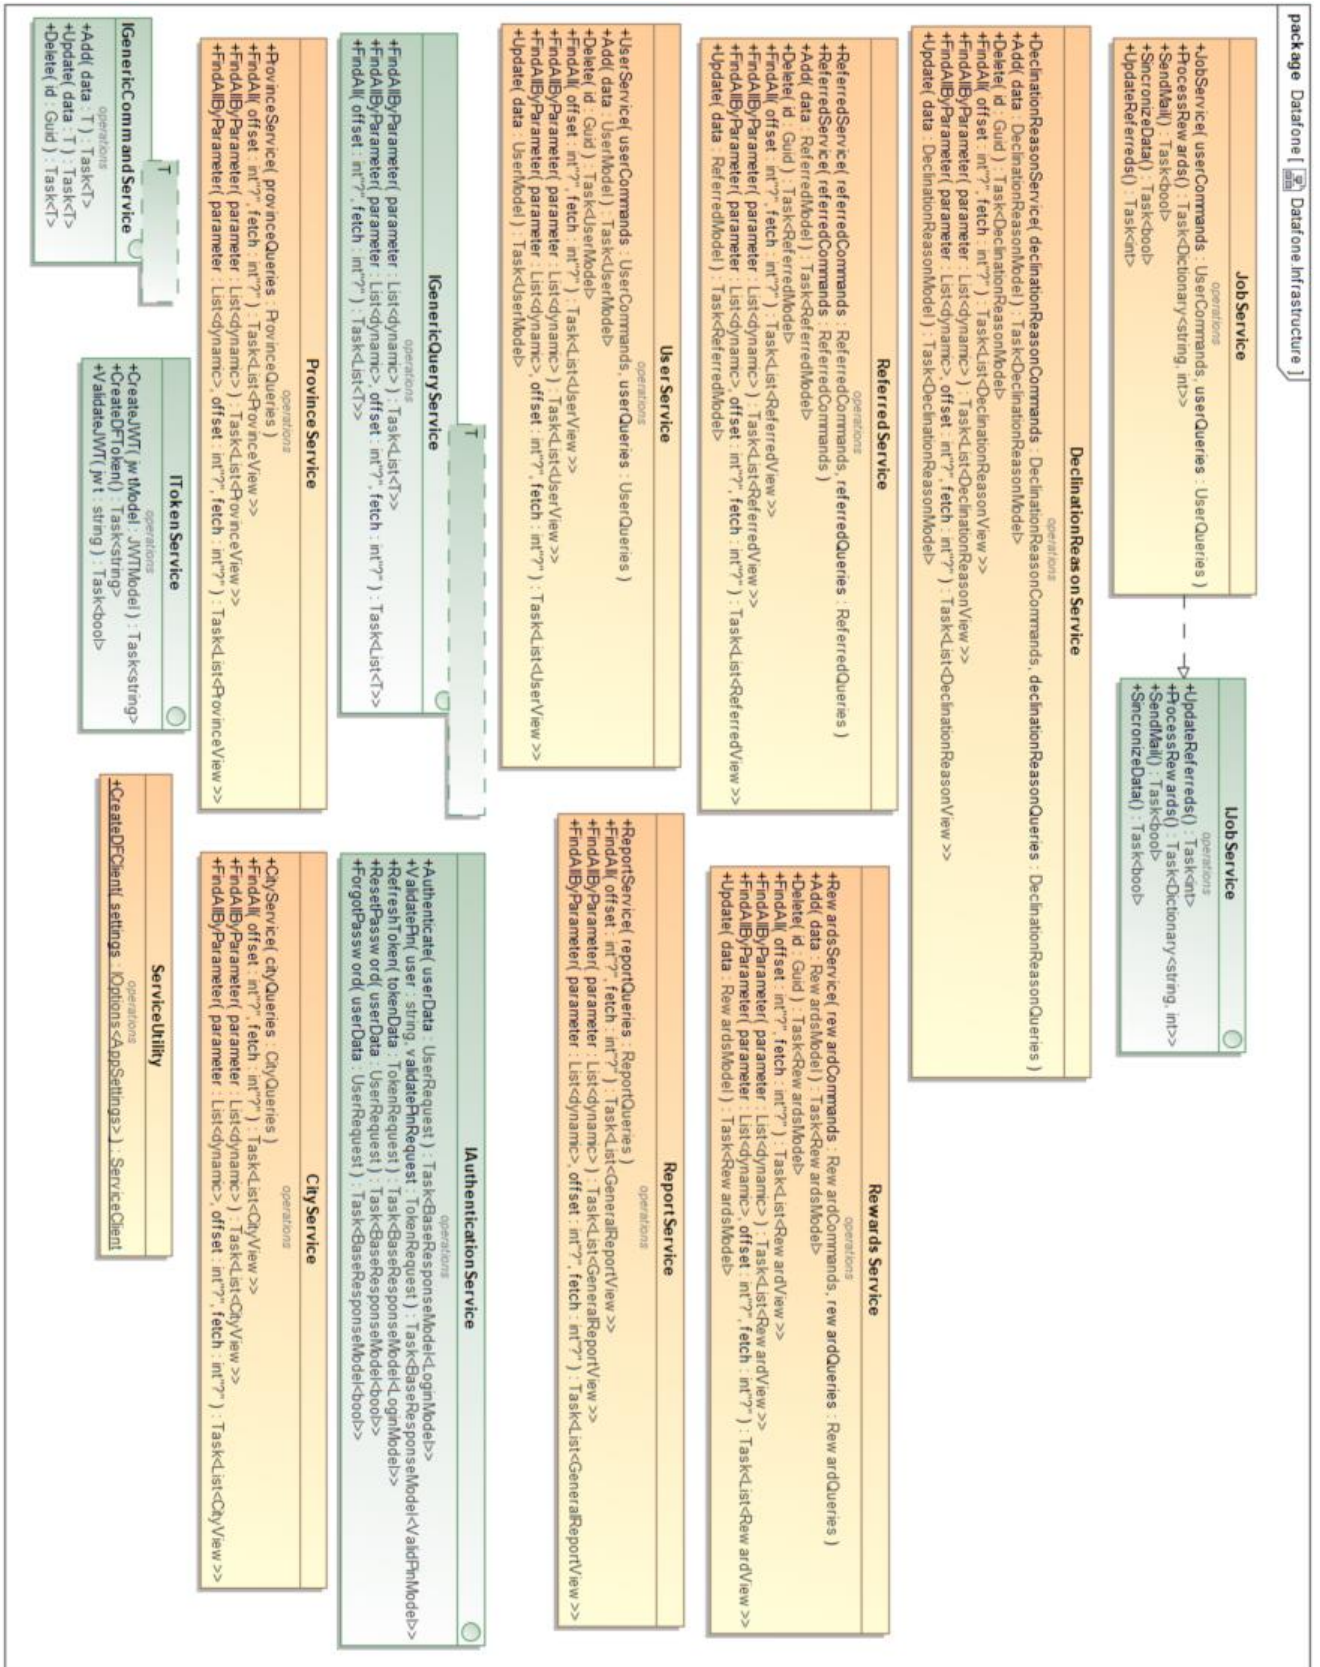 package Datafone [ Datafone.Infrastructure ]
JobService
operations
+JobService( userCommands : UserCommands, userQueries : UserQueries )
+ProcessRewards() : Task<Dictionary<string, int>>
+SendMail() : Task<bool>
+SincronizeData() : Task<bool>
+UpdateReferreds() : Task<int>
IJobService
operations
+UpdateReferreds() : Task<int>
+ProcessRewards() : Task<Dictionary<string, int>>
+SendMail() : Task<bool>
+SincronizeData() : Task<bool>
DeclinationReasonService
operations
+DeclinationReasonService( declinationReasonCommands : DeclinationReasonCommands, declinationReasonQueries : DeclinationReasonQueries )
+Add( data : DeclinationReasonModel ) : Task<DeclinationReasonModel>
+Delete( id : Guid ) : Task<DeclinationReasonModel>
+FindAll( offset : int"?", fetch : int"?" ) : Task<List<DeclinationReasonView>>
+FindAllByParameter( parameter : List<dynamic> ) : Task<List<DeclinationReasonView>>
+FindAllByParameter( parameter : List<dynamic>, offset : int"?", fetch : int"?" ) : Task<List<DeclinationReasonView>>
+Update( data : DeclinationReasonModel ) : Task<DeclinationReasonModel>
ReferredService
operations
+ReferredService( referredCommands : ReferredCommands, referredQueries : ReferredQueries )
+ReferredService( referredCommands : ReferredCommands )
+Add( data : ReferredModel ) : Task<ReferredModel>
+Delete( id : Guid ) : Task<ReferredModel>
+FindAll( offset : int"?", fetch : int"?" ) : Task<List<ReferredView>>
+FindAllByParameter( parameter : List<dynamic> ) : Task<List<ReferredView>>
+FindAllByParameter( parameter : List<dynamic>, offset : int"?", fetch : int"?" ) : Task<List<ReferredView>>
+Update( data : ReferredModel ) : Task<ReferredModel>
RewardsService
operations
+RewardsService( rewardCommands : RewardCommands, rewardQueries : RewardQueries )
+Add( data : RewardsModel ) : Task<RewardsModel>
+Delete( id : Guid ) : Task<RewardsModel>
+FindAll( offset : int"?", fetch : int"?" ) : Task<List<RewardView>>
+FindAllByParameter( parameter : List<dynamic> ) : Task<List<RewardView>>
+FindAllByParameter( parameter : List<dynamic>, offset : int"?", fetch : int"?" ) : Task<List<RewardView>>
+Update( data : RewardsModel ) : Task<RewardsModel>
UserService
operations
+UserService( userCommands : UserCommands, userQueries : UserQueries )
+Add( data : UserModel ) : Task<UserModel>
+Delete( id : Guid ) : Task<UserModel>
+FindAll( offset : int"?", fetch : int"?" ) : Task<List<UserView>>
+FindAllByParameter( parameter : List<dynamic> ) : Task<List<UserView>>
+FindAllByParameter( parameter : List<dynamic>, offset : int"?", fetch : int"?" ) : Task<List<UserView>>
+Update( data : UserModel ) : Task<UserModel>
ReportService
operations
+ReportService( reportQueries : ReportQueries )
+FindAll( offset : int"?", fetch : int"?" ) : Task<List<GeneralReportView>>
+FindAllByParameter( parameter : List<dynamic> ) : Task<List<GeneralReportView>>
+FindAllByParameter( parameter : List<dynamic>, offset : int"?", fetch : int"?" ) : Task<List<GeneralReportView>>
T
IGenericQueryService
operations
+FindAllByParameter( parameter : List<dynamic> ) : Task<List<T>>
+FindAllByParameter( parameter : List<dynamic>, offset : int"?", fetch : int"?" ) : Task<List<T>>
+FindAll( offset : int"?", fetch : int"?" ) : Task<List<T>>
IAuthenticationService
operations
+Authenticate( userData : UserRequest ) : Task<BaseResponseModel<LoginModel>>
+ValidatePin( user : string, validatePinRequest : TokenRequest ) : Task<BaseResponseModel<ValidPinModel>>
+RefreshToken( tokenData : TokenRequest ) : Task<BaseResponseModel<LoginModel>>
+ResetPassword( userData : UserRequest ) : Task<BaseResponseModel<bool>>
+ForgotPassword( userData : UserRequest ) : Task<BaseResponseModel<bool>>
ProvinceService
operations
+ProvinceService( provinceQueries : ProvinceQueries )
+FindAll( offset : int"?", fetch : int"?" ) : Task<List<ProvinceView>>
+FindAllByParameter( parameter : List<dynamic> ) : Task<List<ProvinceView>>
+FindAllByParameter( parameter : List<dynamic>, offset : int"?", fetch : int"?" ) : Task<List<ProvinceView>>
CityService
operations
+CityService( cityQueries : CityQueries )
+FindAll( offset : int"?", fetch : int"?" ) : Task<List<CityView>>
+FindAllByParameter( parameter : List<dynamic> ) : Task<List<CityView>>
+FindAllByParameter( parameter : List<dynamic>, offset : int"?", fetch : int"?" ) : Task<List<CityView>>
T
IGenericCommandService
operations
+Add( data : T ) : Task<T>
+Update( data : T ) : Task<T>
+Delete( id : Guid ) : Task<T>
ITokenService
operations
+CreateJWT( jwtModel : JWTModel ) : Task<string>
+CreateDFToken() : Task<string>
+ValidateJWT( jwt : string ) : Task<bool>
ServiceUtility
operations
+CreateDFClient( settings : IOptions<AppSettings> ) : ServiceClient